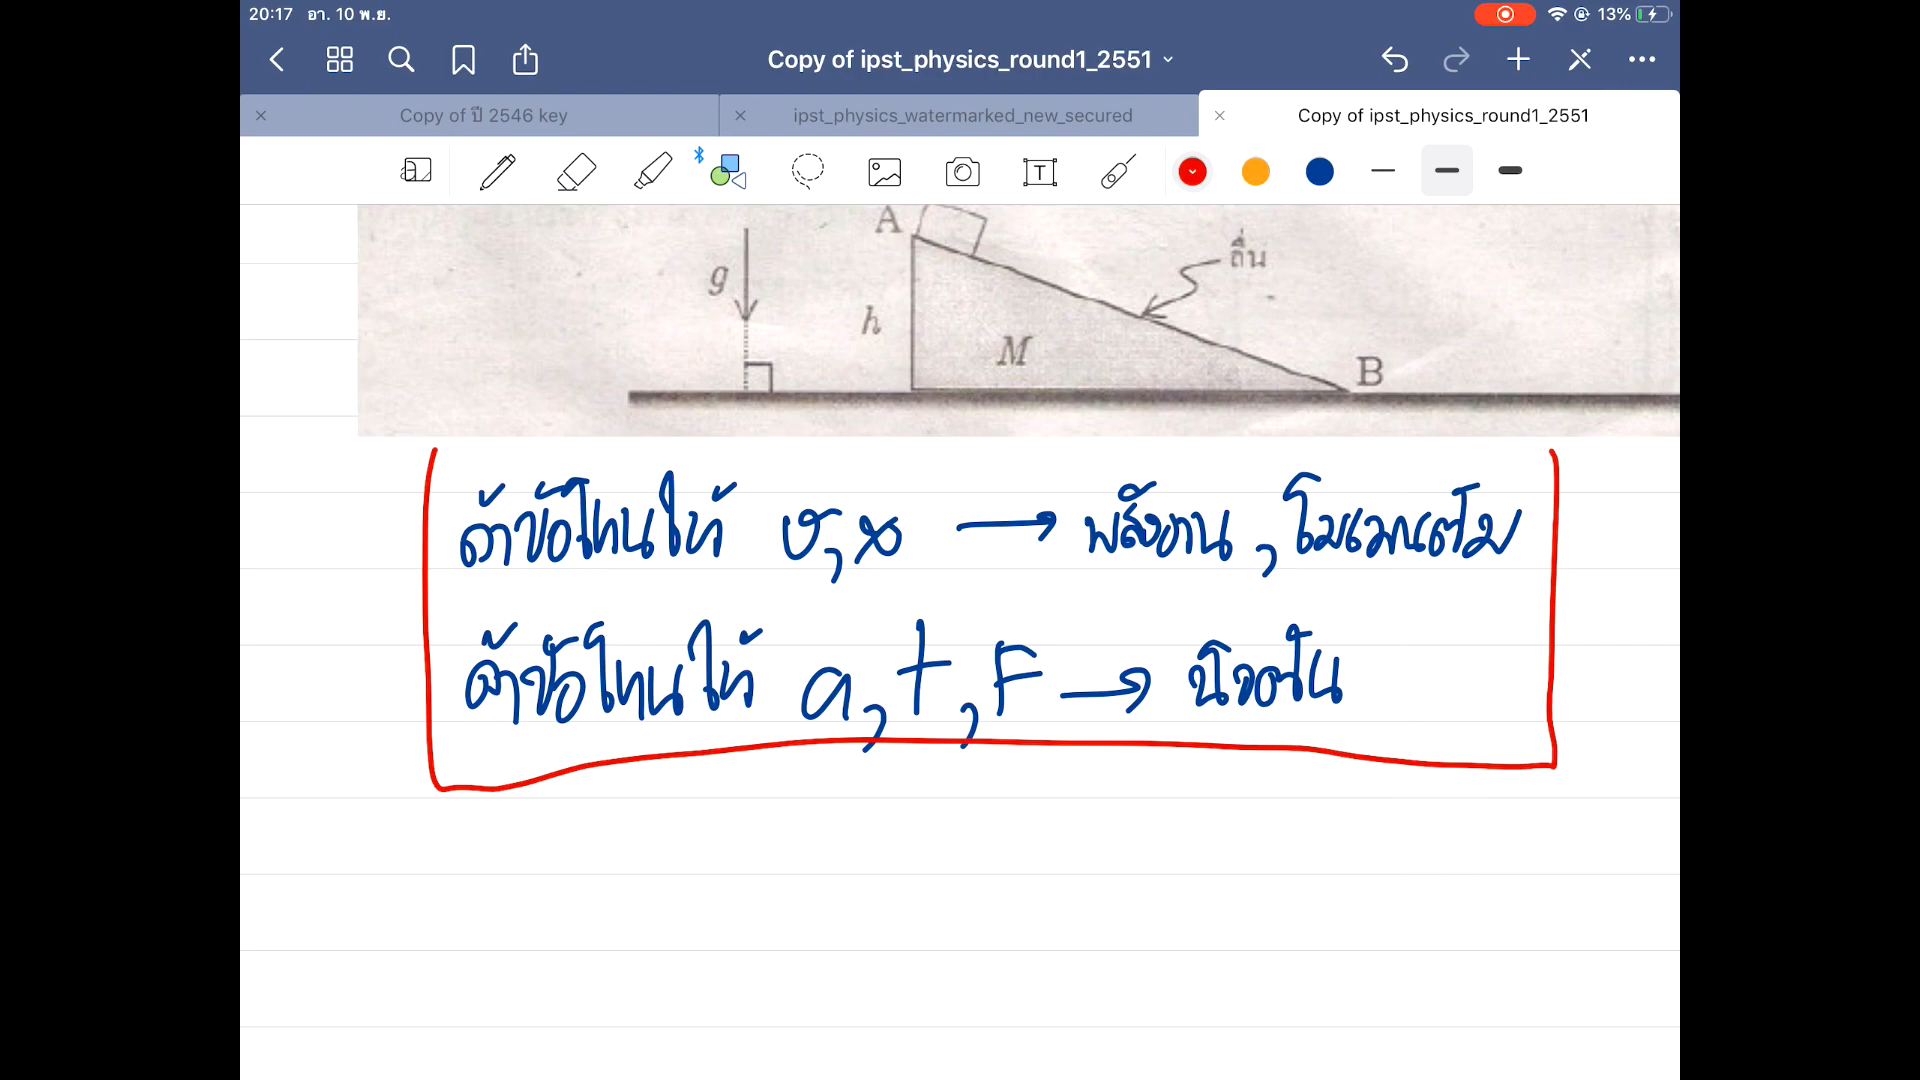 20:17 อา. 10 พ.ย. 13%
Copy of ipst_physics_round1_2551
Copy of ปี 2546 key
ipst_physics_watermarked_new_secured
Copy of ipst_physics_round1_2551
A
g
h
M
ลื่น
B
ถ้าข้อไหนให้ v, x → พลังงาน, โมเมนตัม
ถ้าข้อไหนให้ a, t, F → นิวตัน